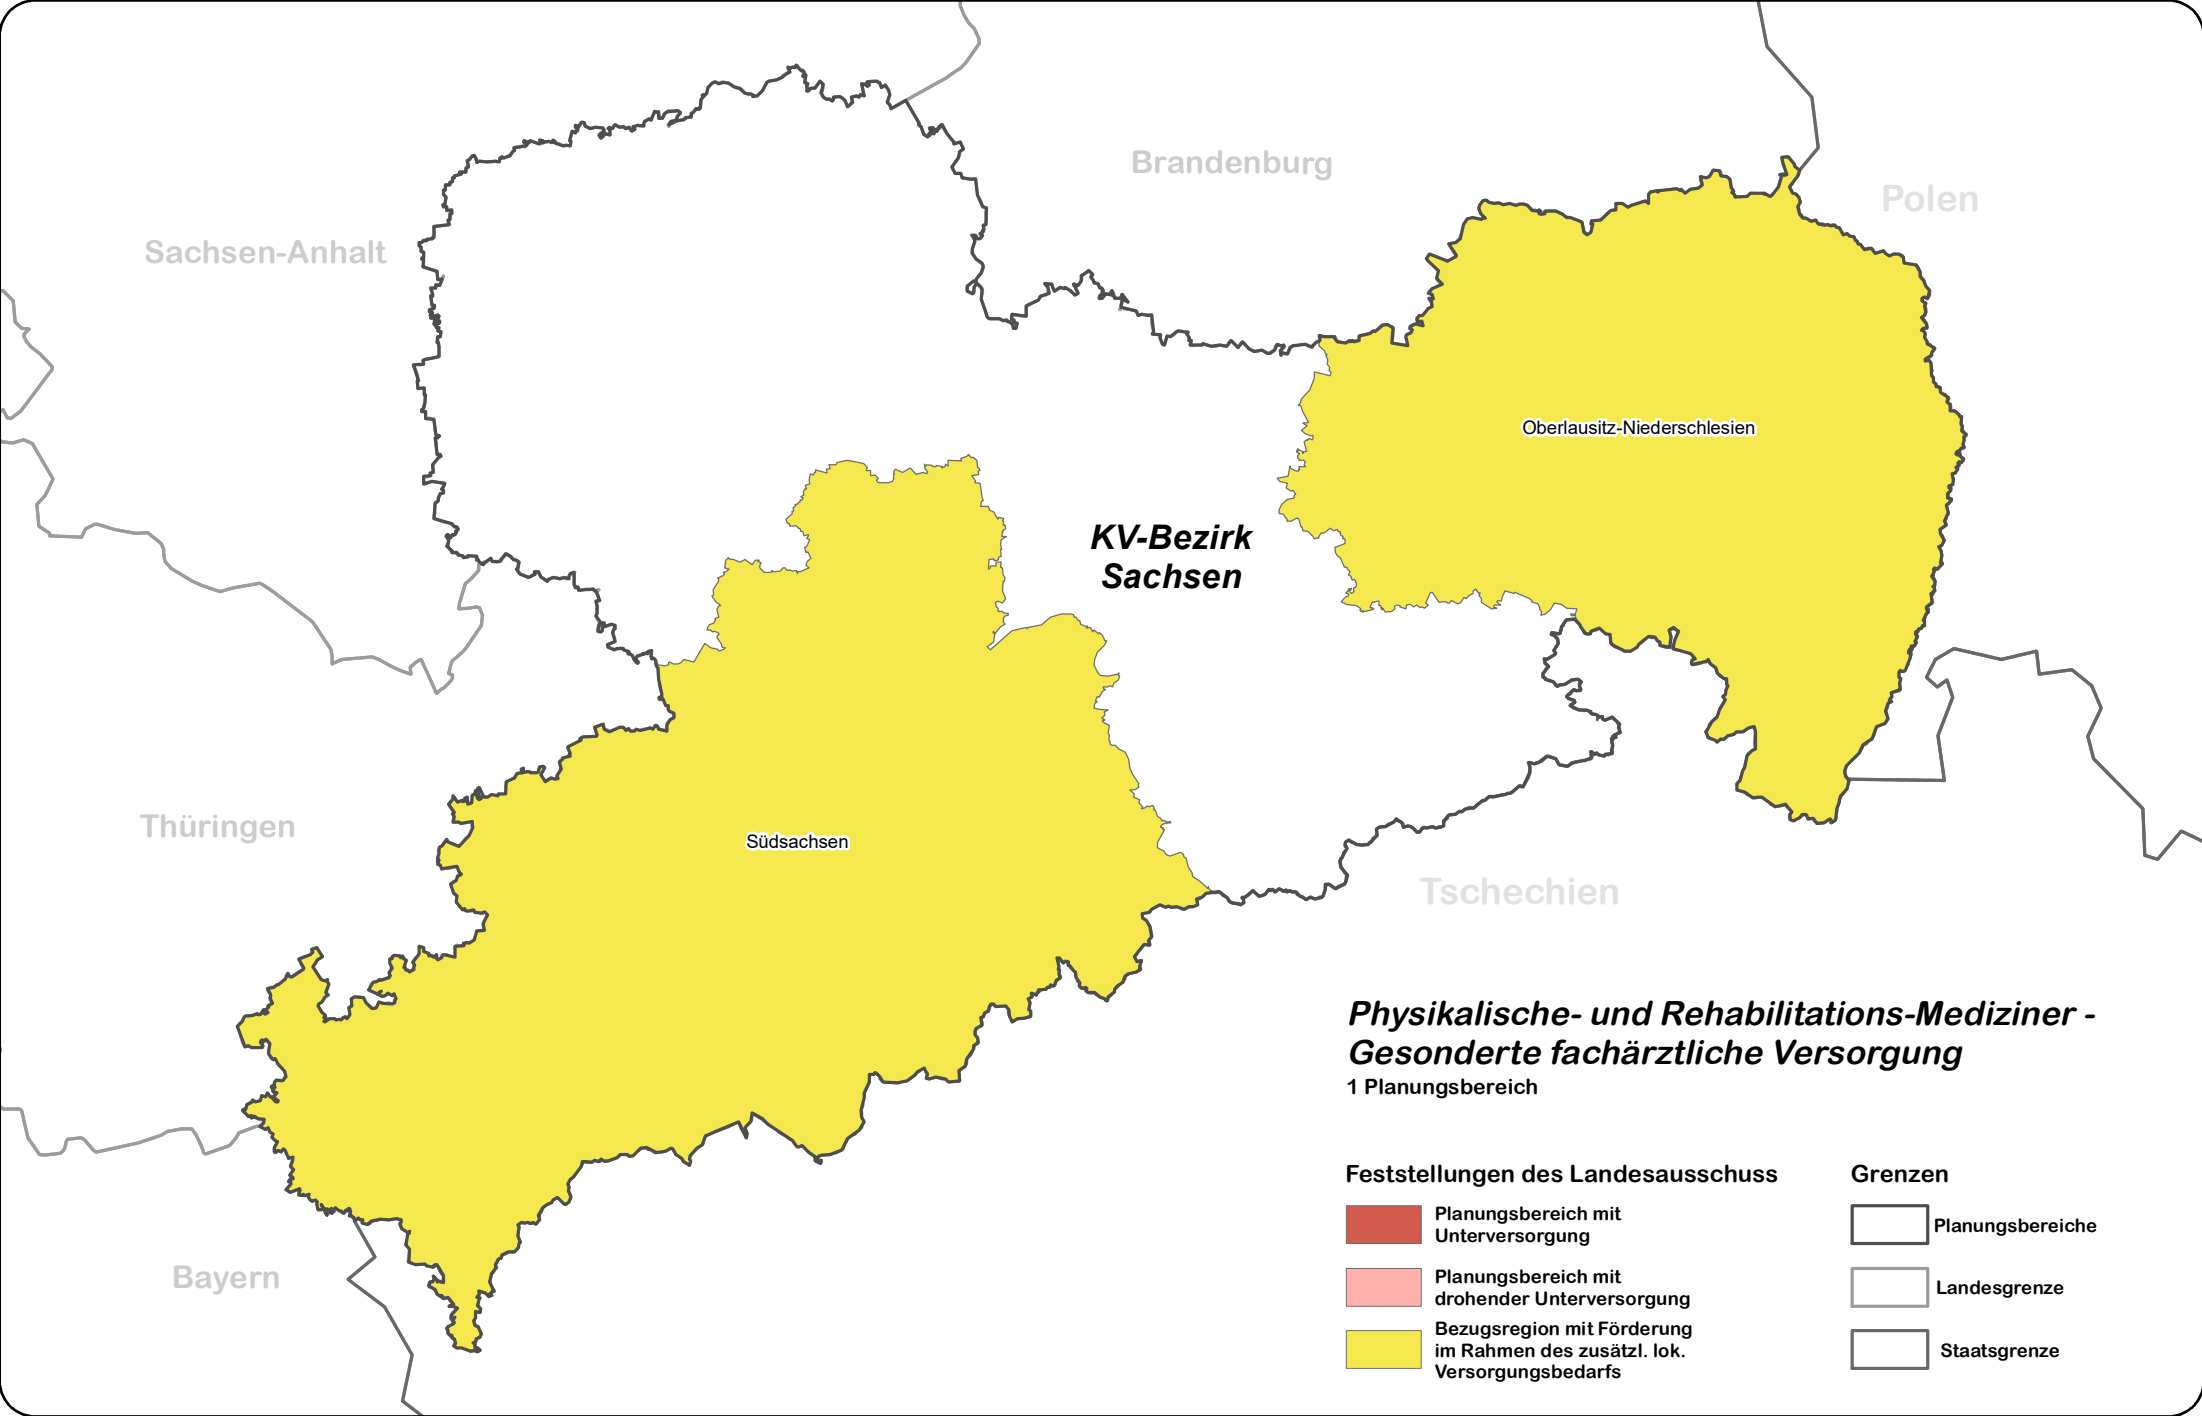 Brandenburg
Polen
Sachsen-Anhalt
Oberlausitz-Niederschlesien
KV-Bezirk
Sachsen
Thüringen
Südsachsen
Tschechien
Bayern
Physikalische- und Rehabilitations-Mediziner -
Gesonderte fachärztliche Versorgung
1 Planungsbereich
Feststellungen des Landesausschuss
Planungsbereich mit
Unterversorgung
Planungsbereich mit
drohender Unterversorgung
Bezugsregion mit Förderung
im Rahmen des zusätzl. lok.
Versorgungsbedarfs
Grenzen
Planungsbereiche
Landesgrenze
Staatsgrenze